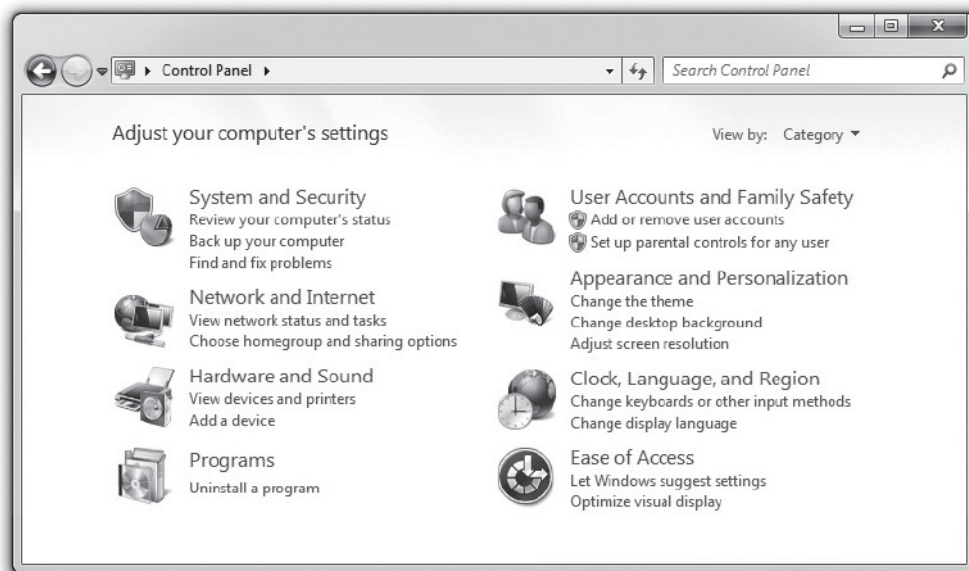 Control Panel
Search Control Panel
Adjust your computer's settings
View by: Category
System and Security
Review your computer's status
Back up your computer
Find and fix problems
Network and Internet
View network status and tasks
Choose homegroup and sharing options
Hardware and Sound
View devices and printers
Add a device
Programs
Uninstall a program
User Accounts and Family Safety
Add or remove user accounts
Set up parental controls for any user
Appearance and Personalization
Change the theme
Change desktop background
Adjust screen resolution
Clock, Language, and Region
Change keyboards or other input methods
Change display language
Ease of Access
Let Windows suggest settings
Optimize visual display